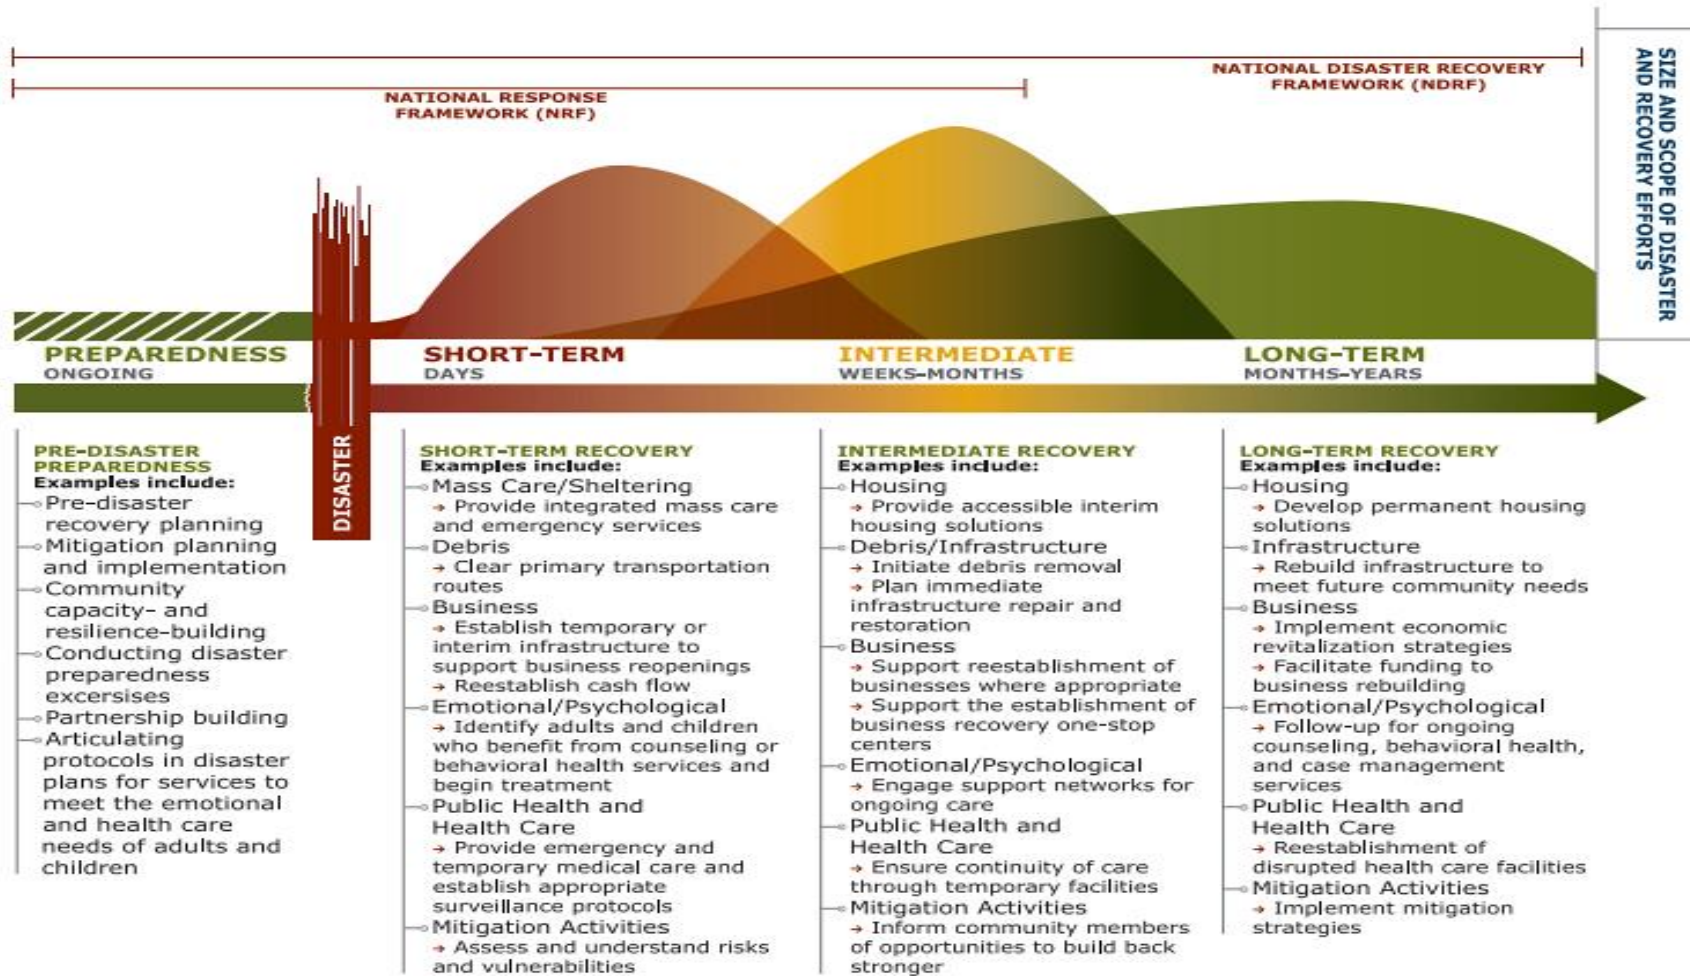 NATIONAL DISASTER RECOVERY
FRAMEWORK (NDRF)
NATIONAL RESPONSE
FRAMEWORK (NRF)
SIZE AND SCOPE OF DISASTER
AND RECOVERY EFFORTS
PREPAREDNESS
ONGOING
SHORT-TERM
DAYS
INTERMEDIATE
WEEKS-MONTHS
LONG-TERM
MONTHS-YEARS
PRE-DISASTER
PREPAREDNESS
Examples include:
Pre-disaster
recovery planning
Mitigation planning
and implementation
Community
capacity- and
resilience-building
Conducting disaster
preparedness
excersises
Partnership building
Articulating
protocols in disaster
plans for services to
meet the emotional
and health care
needs of adults and
children
DISASTER
SHORT-TERM RECOVERY
Examples include:
Mass Care/Sheltering
→ Provide integrated mass care
and emergency services
Debris
→ Clear primary transportation
routes
Business
→ Establish temporary or
interim infrastructure to
support business reopenings
→ Reestablish cash flow
Emotional/Psychological
→ Identify adults and children
who benefit from counseling or
behavioral health services and
begin treatment
Public Health and
Health Care
→ Provide emergency and
temporary medical care and
establish appropriate
surveillance protocols
Mitigation Activities
→ Assess and understand risks
and vulnerabilities
INTERMEDIATE RECOVERY
Examples include:
Housing
→ Provide accessible interim
housing solutions
Debris/Infrastructure
→ Initiate debris removal
→ Plan immediate
infrastructure repair and
restoration
Business
→ Support reestablishment of
businesses where appropriate
→ Support the establishment of
business recovery one-stop
centers
Emotional/Psychological
→ Engage support networks for
ongoing care
Public Health and
Health Care
→ Ensure continuity of care
through temporary facilities
Mitigation Activities
→ Inform community members
of opportunities to build back
stronger
LONG-TERM RECOVERY
Examples include:
Housing
→ Develop permanent housing
solutions
Infrastructure
→ Rebuild infrastructure to
meet future community needs
Business
→ Implement economic
revitalization strategies
→ Facilitate funding to
business rebuilding
Emotional/Psychological
→ Follow-up for ongoing
counseling, behavioral health,
and case management
services
Public Health and
Health Care
→ Reestablishment of
disrupted health care facilities
Mitigation Activities
→ Implement mitigation
strategies